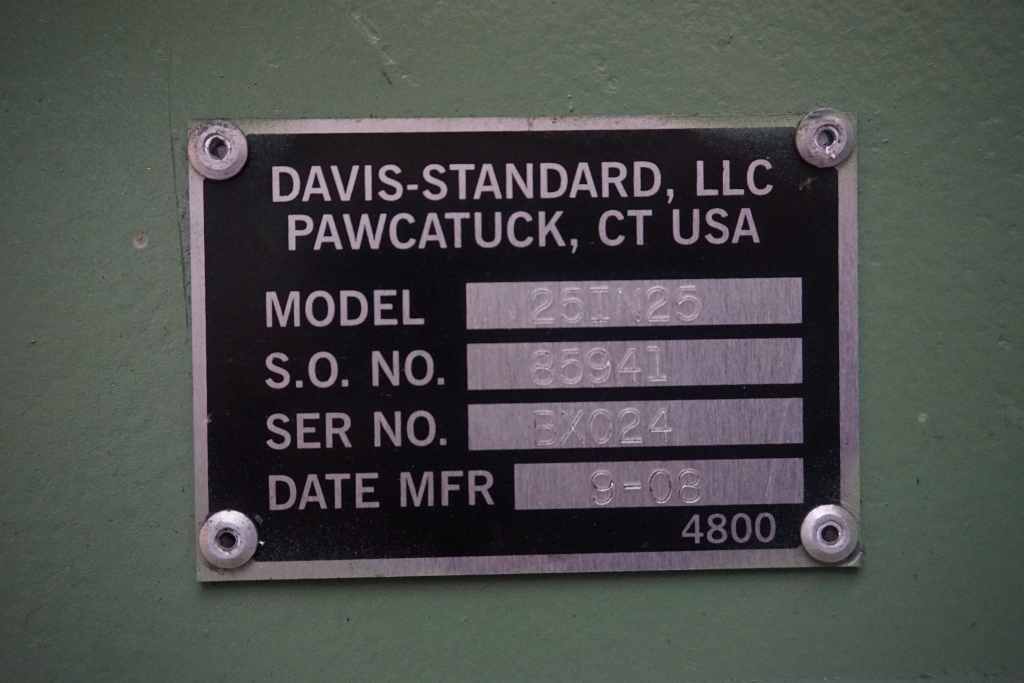 DAVIS-STANDARD, LLC
PAWCATUCK, CT USA
MODEL 25IN25
S.O. NO. 85941
SER NO. BX024
DATE MFR 9-08
4800